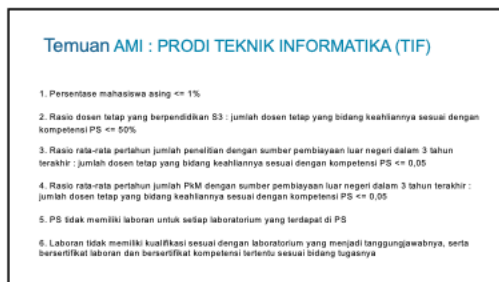 Temuan AMI : PRODI TEKNIK INFORMATIKA (TIF)
1. Persentase mahasiswa asing <= 1%
2. Rasio dosen tetap yang berpendidikan S3 : jumlah dosen tetap yang bidang keahliannya sesuai dengan
kompetensi PS <= 50%
3. Rasio rata-rata pertahun jumlah penelitian dengan sumber pembiayaan luar negeri dalam 3 tahun
terakhir : jumlah dosen tetap yang bidang keahliannya sesuai dengan kompetensi PS <= 0,05
4. Rasio rata-rata pertahun jumlah PkM dengan sumber pembiayaan luar negeri dalam 3 tahun terakhir :
jumlah dosen tetap yang bidang keahliannya sesuai dengan kompetensi PS <= 0,05
5. PS tidak memiliki laboran untuk setiap laboratorium yang terdapat di PS
6. Laboran tidak memiliki kualifikasi sesuai dengan laboratorium yang menjadi tanggungjawabnya, serta
bersertifikat laboran dan bersertifikat kompetensi tertentu sesuai bidang tugasnya